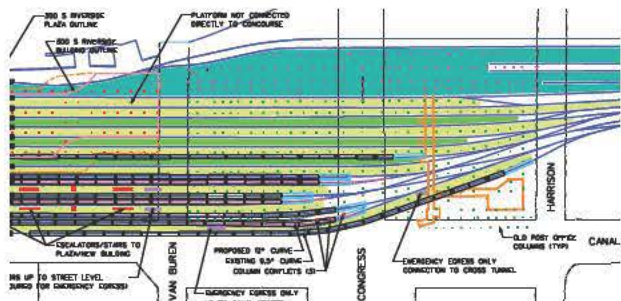 300 S RIVERSIDE
PLAZA OUTLINE
300 S RIVERSIDE
BUILDING OUTLINE
PLATFORM NOT CONNECTED
DIRECTLY TO CONCOURSE
HARRISON
ESCALATORS/STAIRS TO
PLAZA/NEW BUILDING
UP TO STREET LEVEL
FOR EMERGENCY EGRESS)
VAN BUREN
PROPOSED 12° CURVE
EXISTING 9.5° CURVE
COLUMN CONFLICTS (5)
EMERGENCY EGRESS ONLY
CONGRESS
EMERGENCY EGRESS ONLY
CONNECTION TO CROSS TUNNEL
OLD POST OFFICE
COLUMNS (TYP)
CANAL